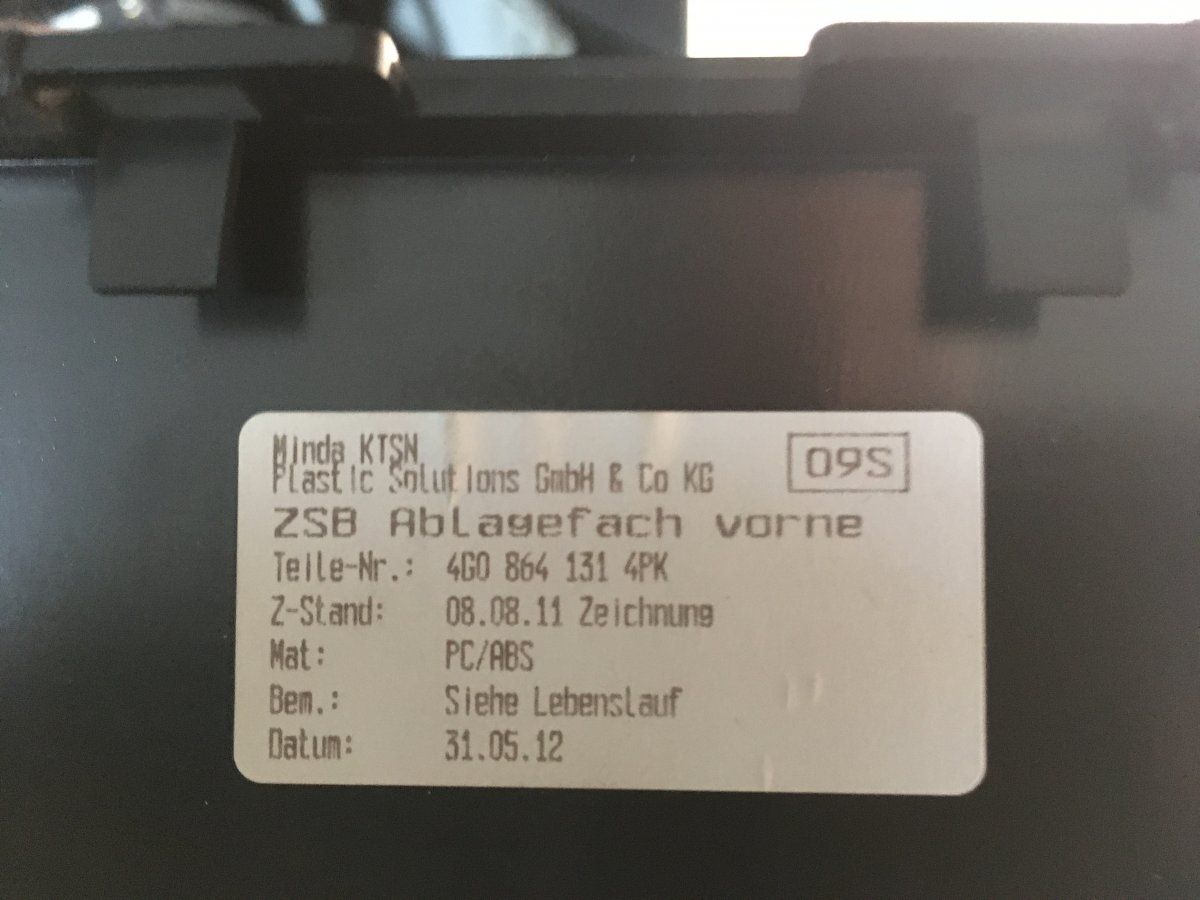 Minda KTSN
Plastic Solutions GmbH & Co KG
09S
ZSB Ablagefach vorne
Teile-Nr.: 4G0 864 131 4PK
Z-Stand: 08.08.11 Zeichnung
Mat: PC/ABS
Bem.: Siehe Lebenslauf
Datum: 31.05.12